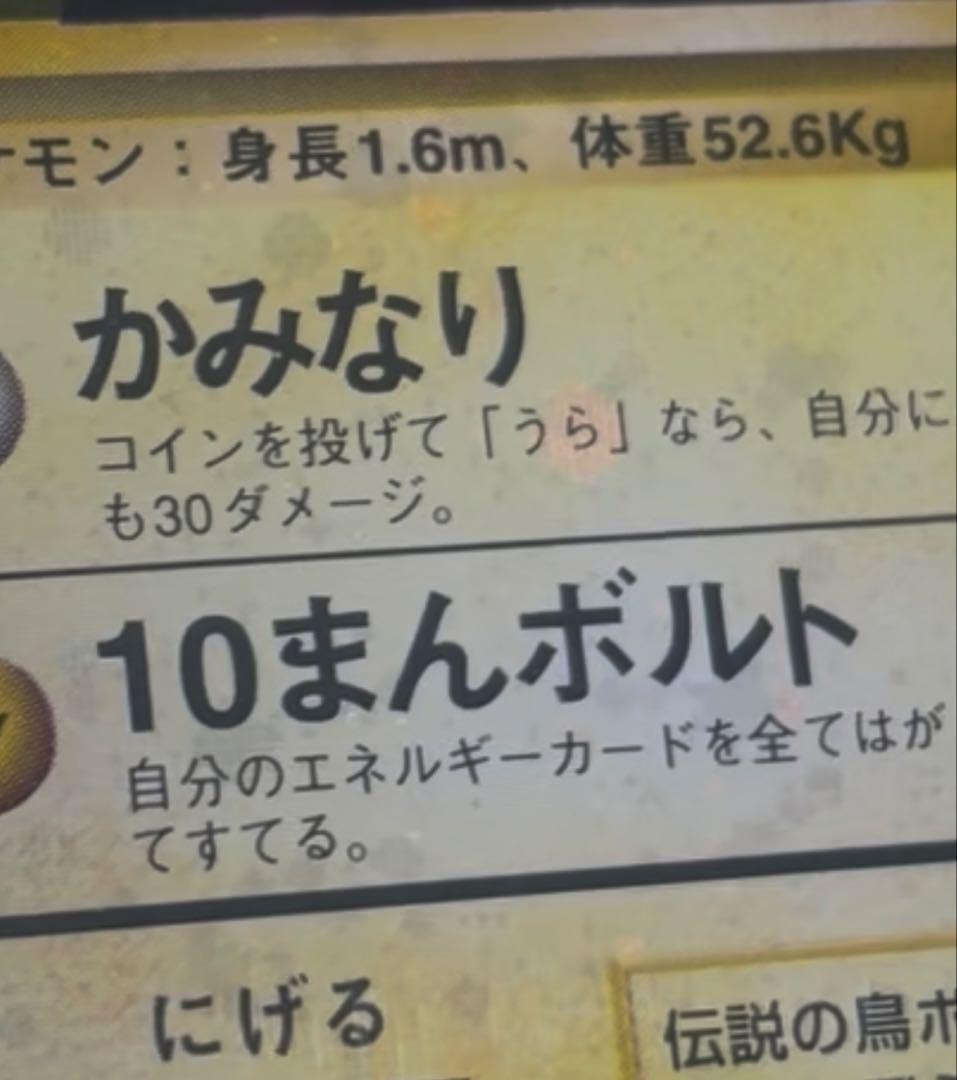 ケモン：身長1.6m、体重52.6Kg
かみなり
コインを投げて「うら」なら、自分に
も30ダメージ。
10まんボルト
自分のエネルギーカードを全てはが
てすてる。
にげる
伝説の鳥ポ